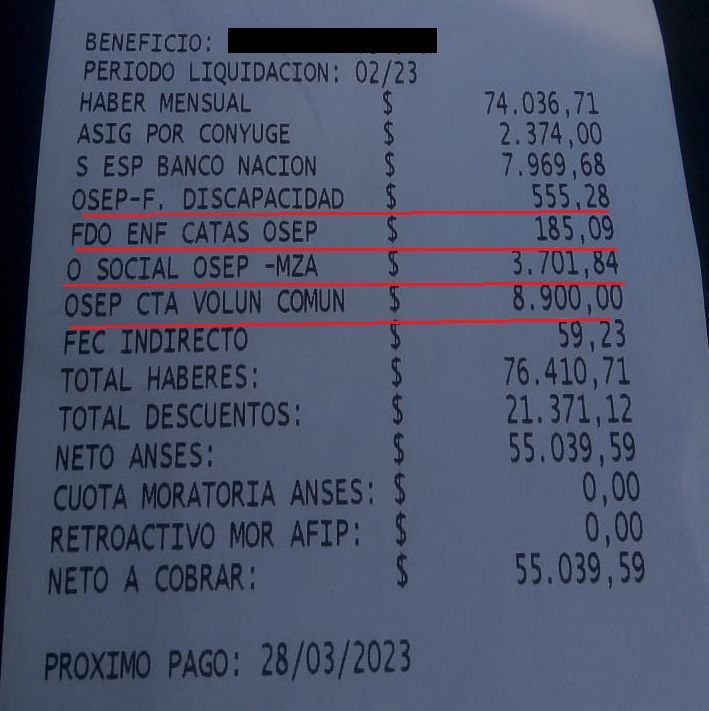 BENEFICIO:
PERIODO LIQUIDACION: 02/23
HABER MENSUAL $ 74.036,71
ASIG POR CONYUGE $ 2.374,00
S ESP BANCO NACION $ 7.969,68
OSEP-F. DISCAPACIDAD $ 555,28
FDO ENF CATAS OSEP $ 185,09
O SOCIAL OSEP -MZA $ 3.701,84
OSEP CTA VOLUN COMUN $ 8.900,00
FEC INDIRECTO $ 59,23
TOTAL HABERES: $ 76.410,71
TOTAL DESCUENTOS: $ 21.371,12
NETO ANSES: $ 55.039,59
CUOTA MORATORIA ANSES: $ 0,00
RETROACTIVO MOR AFIP: $ 0,00
NETO A COBRAR: $ 55.039,59
PROXIMO PAGO: 28/03/2023